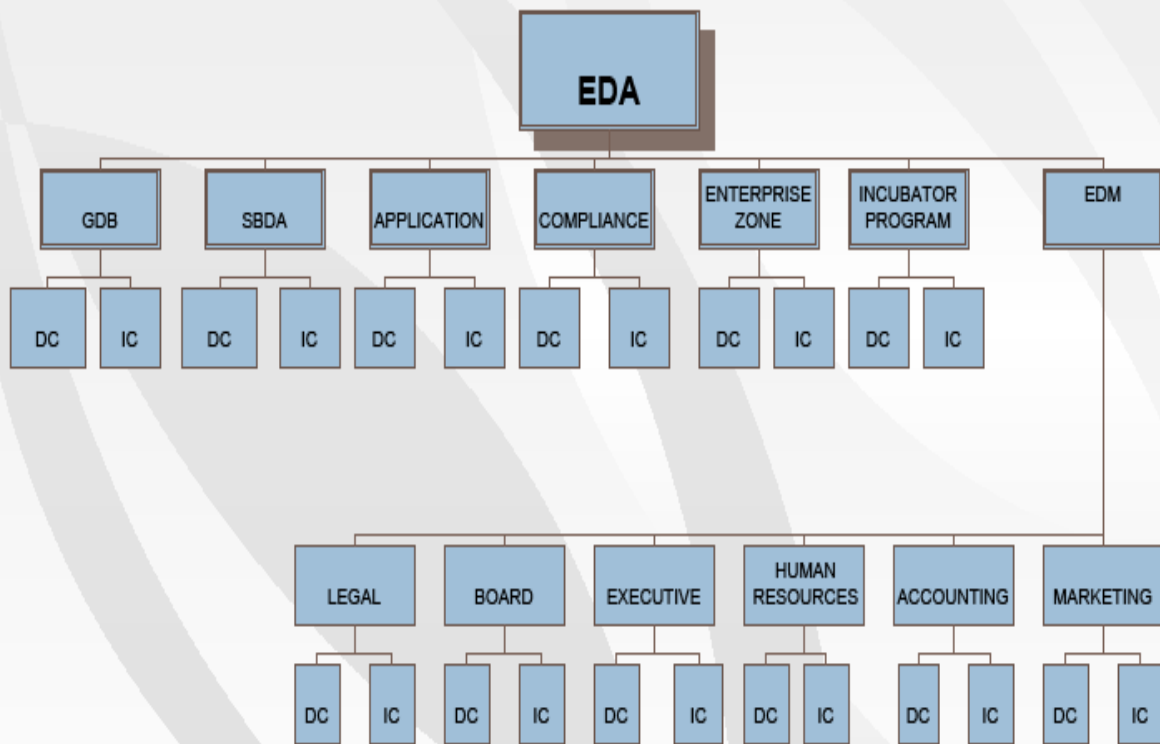 EDA
GDB
SBDA
APPLICATION
COMPLIANCE
ENTERPRISE
ZONE
INCUBATOR
PROGRAM
EDM
DC
IC
DC
IC
DC
IC
DC
IC
DC
IC
DC
IC
LEGAL
BOARD
EXECUTIVE
HUMAN
RESOURCES
ACCOUNTING
MARKETING
DC
IC
DC
IC
DC
IC
DC
IC
DC
IC
DC
IC